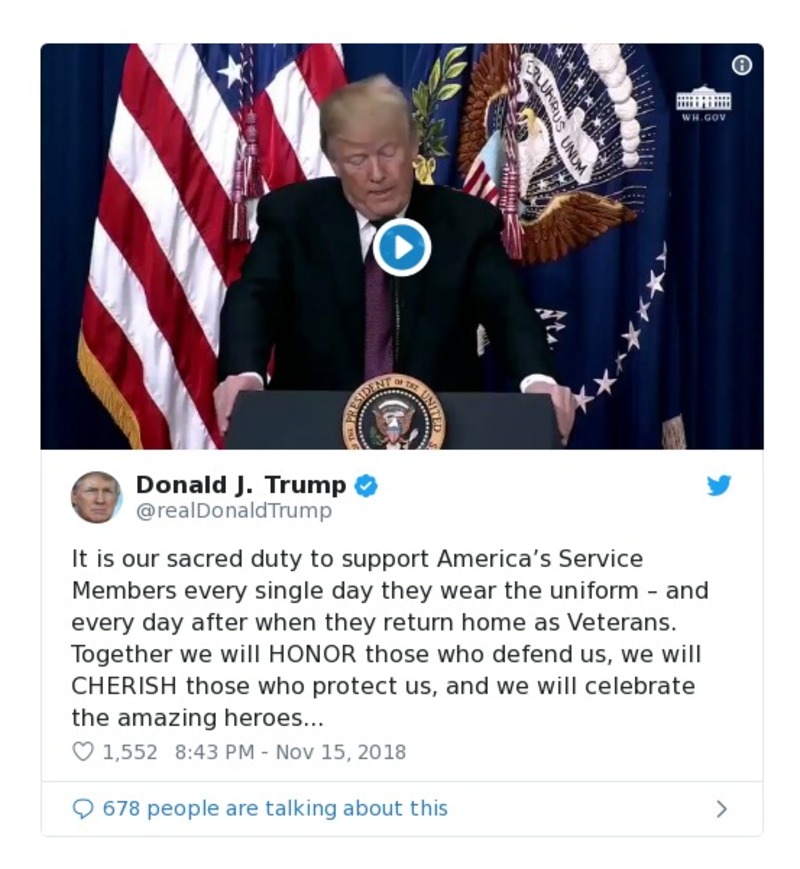 E PLURIBUS UNUM
WH.GOV
PRESIDENT OF THE UNITED
Donald J. Trump
@realDonaldTrump
It is our sacred duty to support America’s Service
Members every single day they wear the uniform – and
every day after when they return home as Veterans.
Together we will HONOR those who defend us, we will
CHERISH those who protect us, and we will celebrate
the amazing heroes...
1,552 8:43 PM - Nov 15, 2018
678 people are talking about this